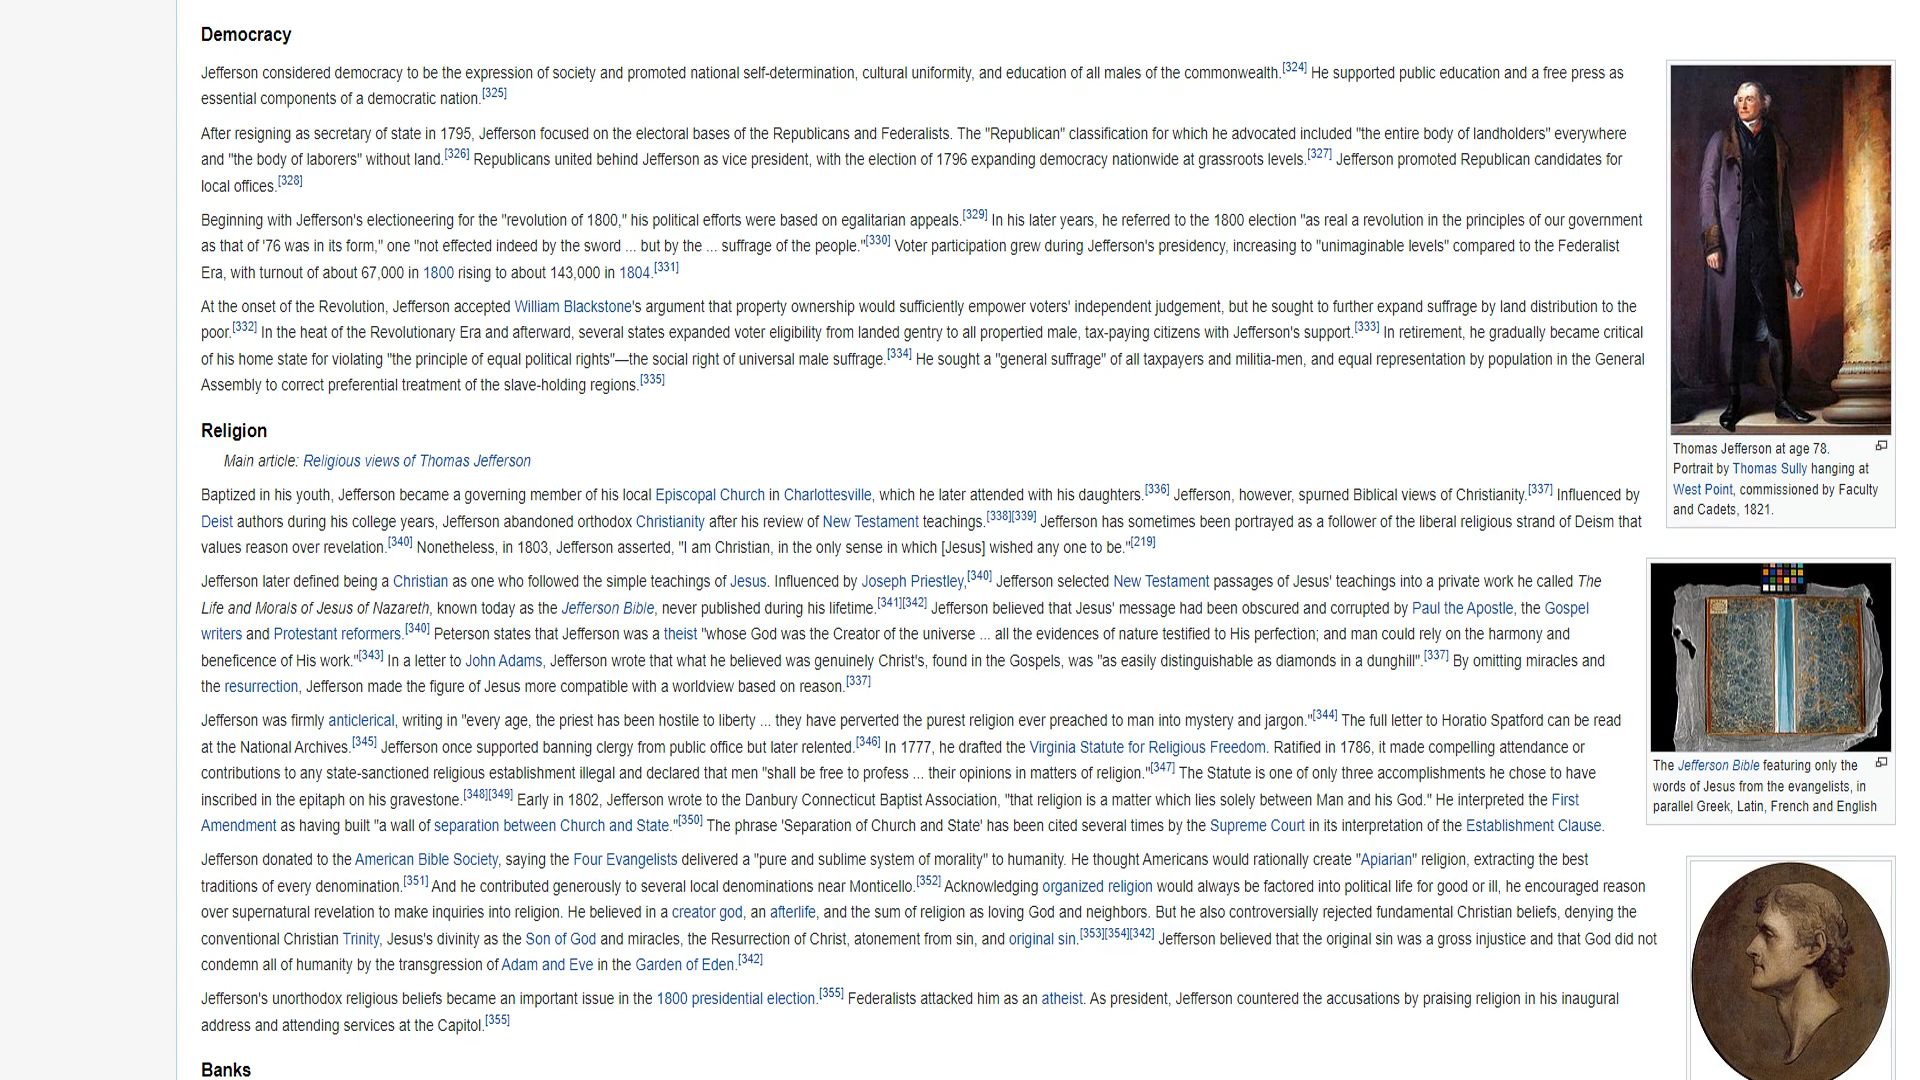 Democracy
Jefferson considered democracy to be the expression of society and promoted national self-determination, cultural uniformity, and education of all males of the commonwealth.[324] He supported public education and a free press as
essential components of a democratic nation.[325]
After resigning as secretary of state in 1795, Jefferson focused on the electoral bases of the Republicans and Federalists. The "Republican" classification for which he advocated included "the entire body of landholders" everywhere
and "the body of laborers" without land.[326] Republicans united behind Jefferson as vice president, with the election of 1796 expanding democracy nationwide at grassroots levels.[327] Jefferson promoted Republican candidates for
local offices.[328]
Beginning with Jefferson's electioneering for the "revolution of 1800," his political efforts were based on egalitarian appeals.[329] In his later years, he referred to the 1800 election "as real a revolution in the principles of our government
as that of '76 was in its form," one "not effected indeed by the sword ... but by the ... suffrage of the people."[330] Voter participation grew during Jefferson's presidency, increasing to "unimaginable levels" compared to the Federalist
Era, with turnout of about 67,000 in 1800 rising to about 143,000 in 1804.[331]
At the onset of the Revolution, Jefferson accepted William Blackstone's argument that property ownership would sufficiently empower voters' independent judgement, but he sought to further expand suffrage by land distribution to the
poor.[332] In the heat of the Revolutionary Era and afterward, several states expanded voter eligibility from landed gentry to all propertied male, tax-paying citizens with Jefferson's support.[333] In retirement, he gradually became critical
of his home state for violating "the principle of equal political rights"—the social right of universal male suffrage.[334] He sought a "general suffrage" of all taxpayers and militia-men, and equal representation by population in the General
Assembly to correct preferential treatment of the slave-holding regions.[335]
Thomas Jefferson at age 78.
Portrait by Thomas Sully hanging at
West Point, commissioned by Faculty
and Cadets, 1821.
Religion
Main article: Religious views of Thomas Jefferson
Baptized in his youth, Jefferson became a governing member of his local Episcopal Church in Charlottesville, which he later attended with his daughters.[336] Jefferson, however, spurned Biblical views of Christianity.[337] Influenced by
Deist authors during his college years, Jefferson abandoned orthodox Christianity after his review of New Testament teachings.[338][339] Jefferson has sometimes been portrayed as a follower of the liberal religious strand of Deism that
values reason over revelation.[340] Nonetheless, in 1803, Jefferson asserted, "I am Christian, in the only sense in which [Jesus] wished any one to be."[219]
Jefferson later defined being a Christian as one who followed the simple teachings of Jesus. Influenced by Joseph Priestley,[340] Jefferson selected New Testament passages of Jesus' teachings into a private work he called The
Life and Morals of Jesus of Nazareth, known today as the Jefferson Bible, never published during his lifetime.[341][342] Jefferson believed that Jesus' message had been obscured and corrupted by Paul the Apostle, the Gospel
writers and Protestant reformers.[340] Peterson states that Jefferson was a theist "whose God was the Creator of the universe ... all the evidences of nature testified to His perfection; and man could rely on the harmony and
beneficence of His work."[343] In a letter to John Adams, Jefferson wrote that what he believed was genuinely Christ's, found in the Gospels, was "as easily distinguishable as diamonds in a dunghill".[337] By omitting miracles and
the resurrection, Jefferson made the figure of Jesus more compatible with a worldview based on reason.[337]
Jefferson was firmly anticlerical, writing in "every age, the priest has been hostile to liberty ... they have perverted the purest religion ever preached to man into mystery and jargon."[344] The full letter to Horatio Spatford can be read
at the National Archives.[345] Jefferson once supported banning clergy from public office but later relented.[346] In 1777, he drafted the Virginia Statute for Religious Freedom. Ratified in 1786, it made compelling attendance or
contributions to any state-sanctioned religious establishment illegal and declared that men "shall be free to profess ... their opinions in matters of religion."[347] The Statute is one of only three accomplishments he chose to have
inscribed in the epitaph on his gravestone.[348][349] Early in 1802, Jefferson wrote to the Danbury Connecticut Baptist Association, "that religion is a matter which lies solely between Man and his God." He interpreted the First
Amendment as having built "a wall of separation between Church and State."[350] The phrase 'Separation of Church and State' has been cited several times by the Supreme Court in its interpretation of the Establishment Clause.
The Jefferson Bible featuring only the
words of Jesus from the evangelists, in
parallel Greek, Latin, French and English
Jefferson donated to the American Bible Society, saying the Four Evangelists delivered a "pure and sublime system of morality" to humanity. He thought Americans would rationally create "Apiarian" religion, extracting the best
traditions of every denomination.[351] And he contributed generously to several local denominations near Monticello.[352] Acknowledging organized religion would always be factored into political life for good or ill, he encouraged reason
over supernatural revelation to make inquiries into religion. He believed in a creator god, an afterlife, and the sum of religion as loving God and neighbors. But he also controversially rejected fundamental Christian beliefs, denying the
conventional Christian Trinity, Jesus's divinity as the Son of God and miracles, the Resurrection of Christ, atonement from sin, and original sin.[353][354][342] Jefferson believed that the original sin was a gross injustice and that God did not
condemn all of humanity by the transgression of Adam and Eve in the Garden of Eden.[342]
Jefferson's unorthodox religious beliefs became an important issue in the 1800 presidential election.[355] Federalists attacked him as an atheist. As president, Jefferson countered the accusations by praising religion in his inaugural
address and attending services at the Capitol.[355]
Banks